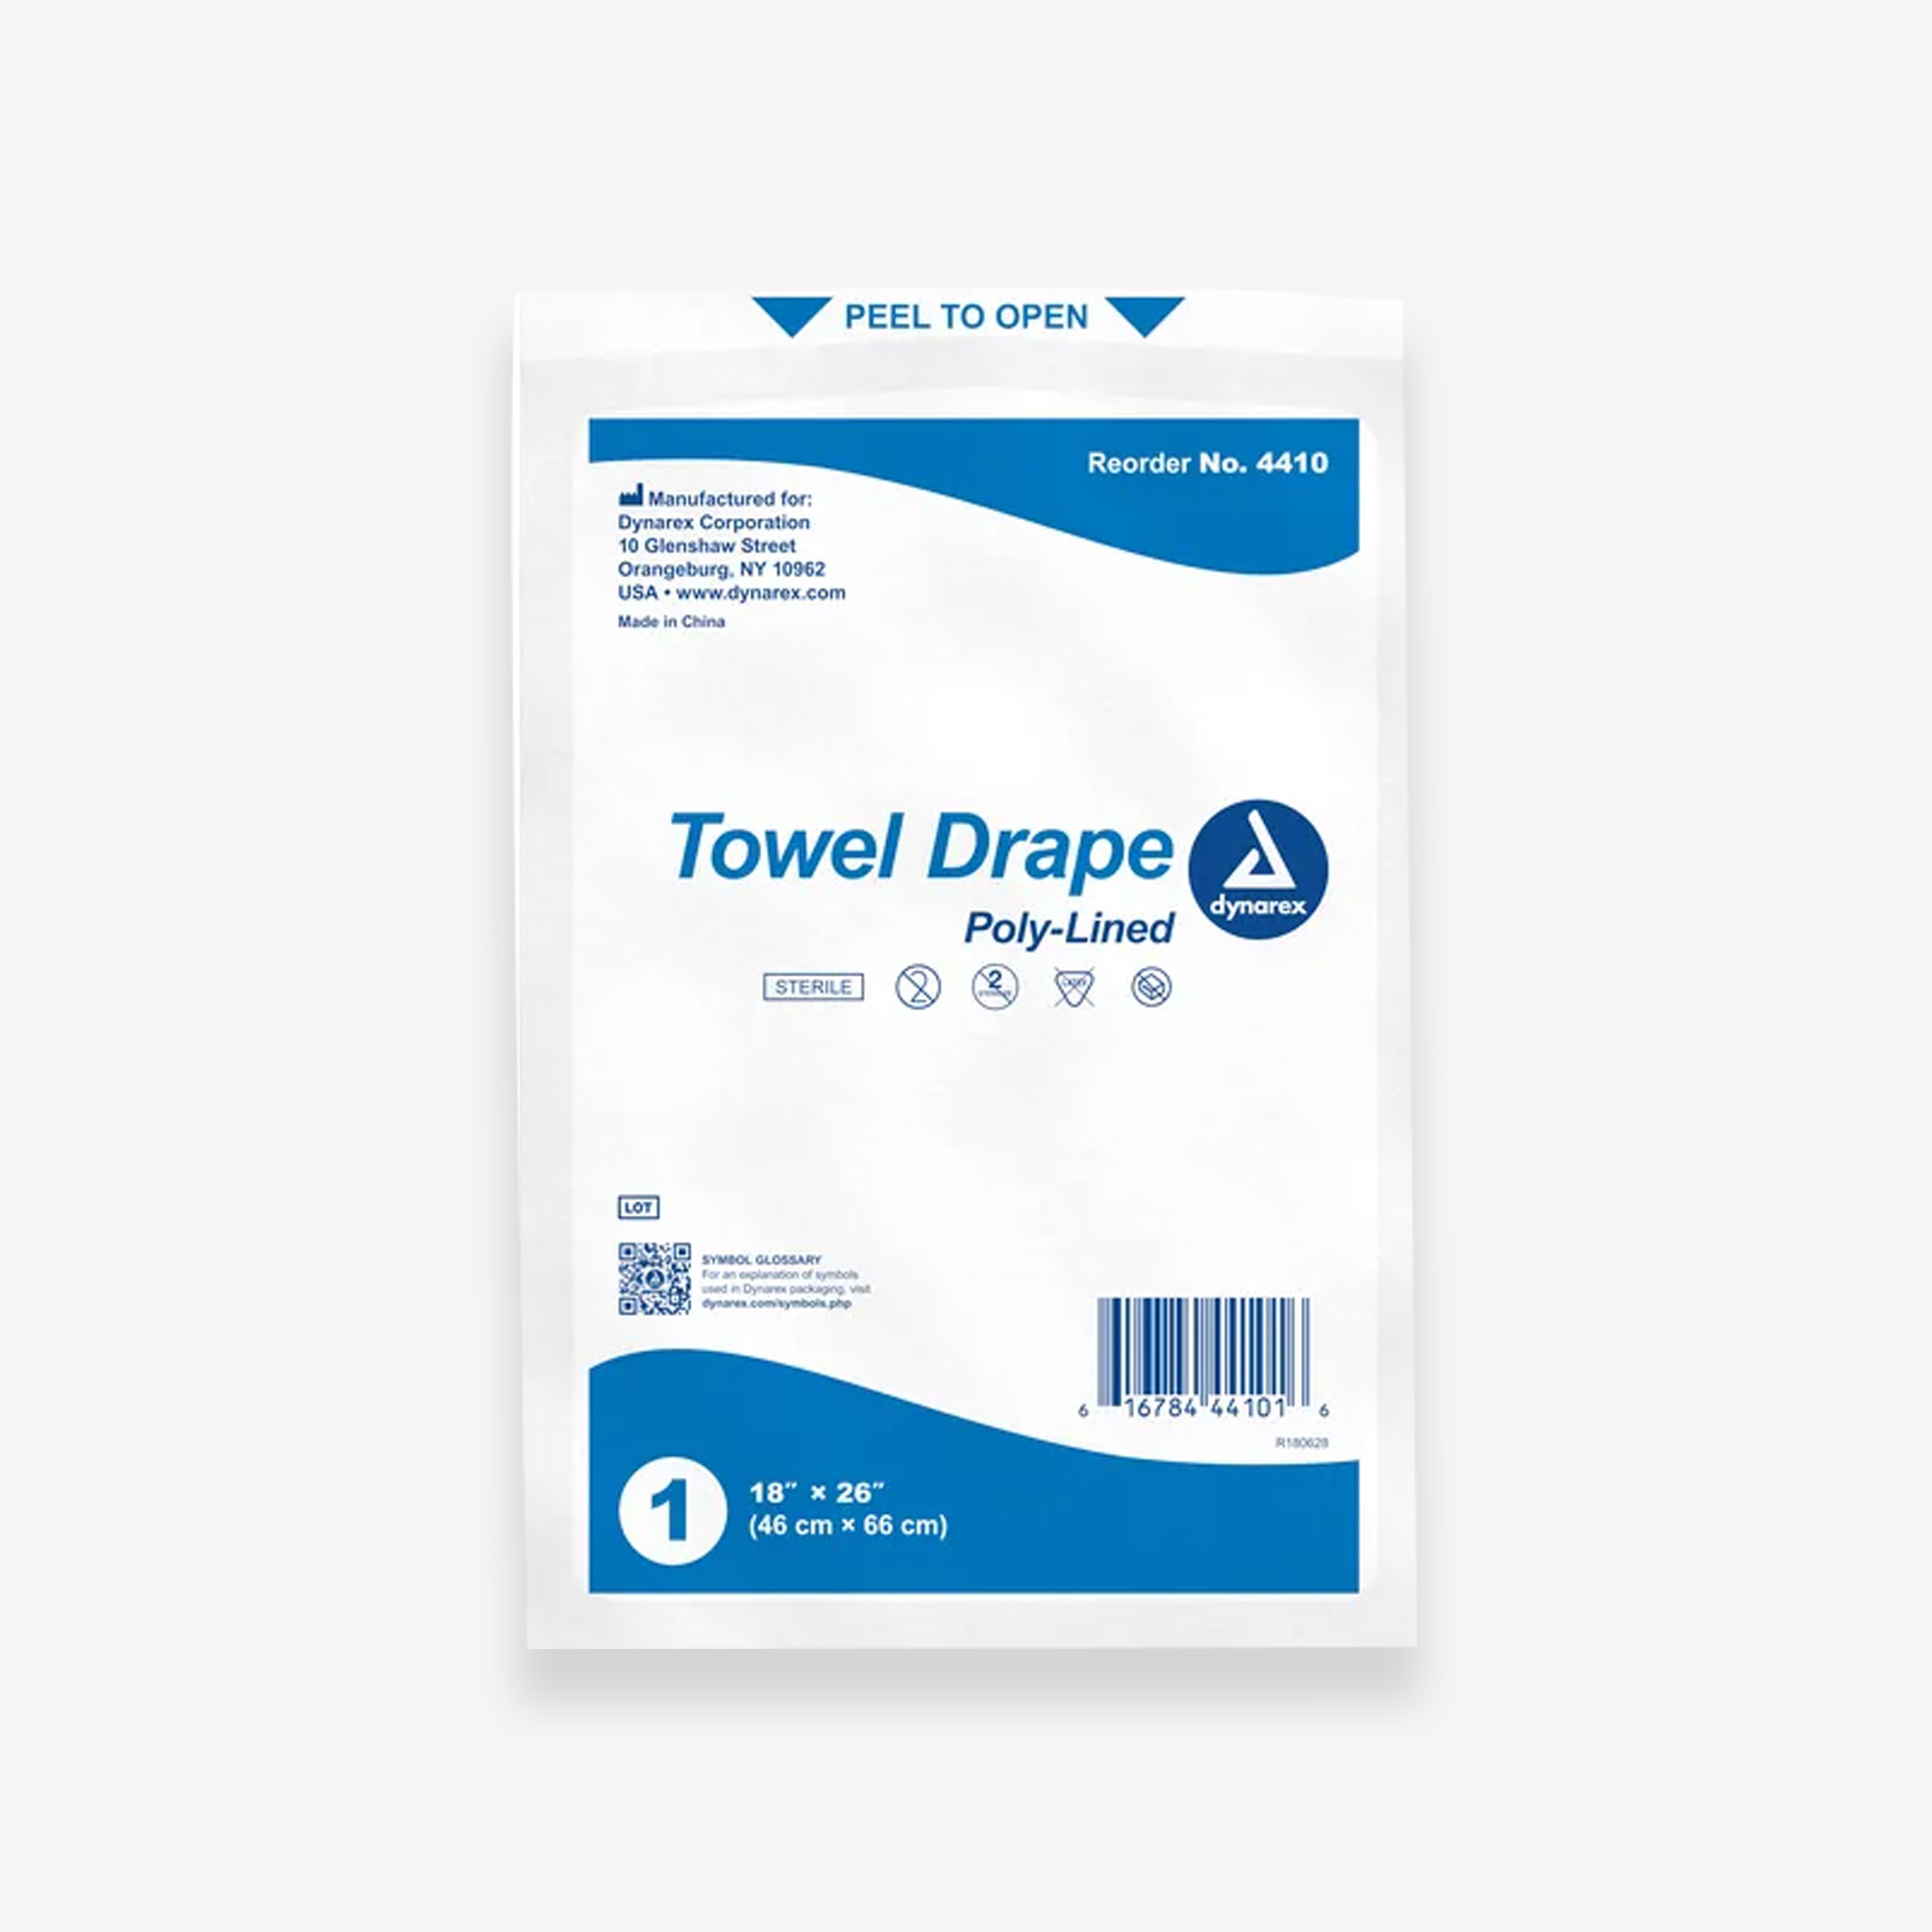 PEEL TO OPEN
Reorder No. 4410
Manufactured for:
Dynarex Corporation
10 Glenshaw Street
Orangeburg, NY 10962
USA • www.dynarex.com
Made in China
Towel Drape
dynarex
Poly-Lined
STERILE
2
2
LATEX
LOT
SYMBOL GLOSSARY
For an explanation of symbols
used in Dynarex packaging, visit
dynarex.com/symbols.php
6 16784 44101 6
R180628
1
18″ × 26″
(46 cm × 66 cm)